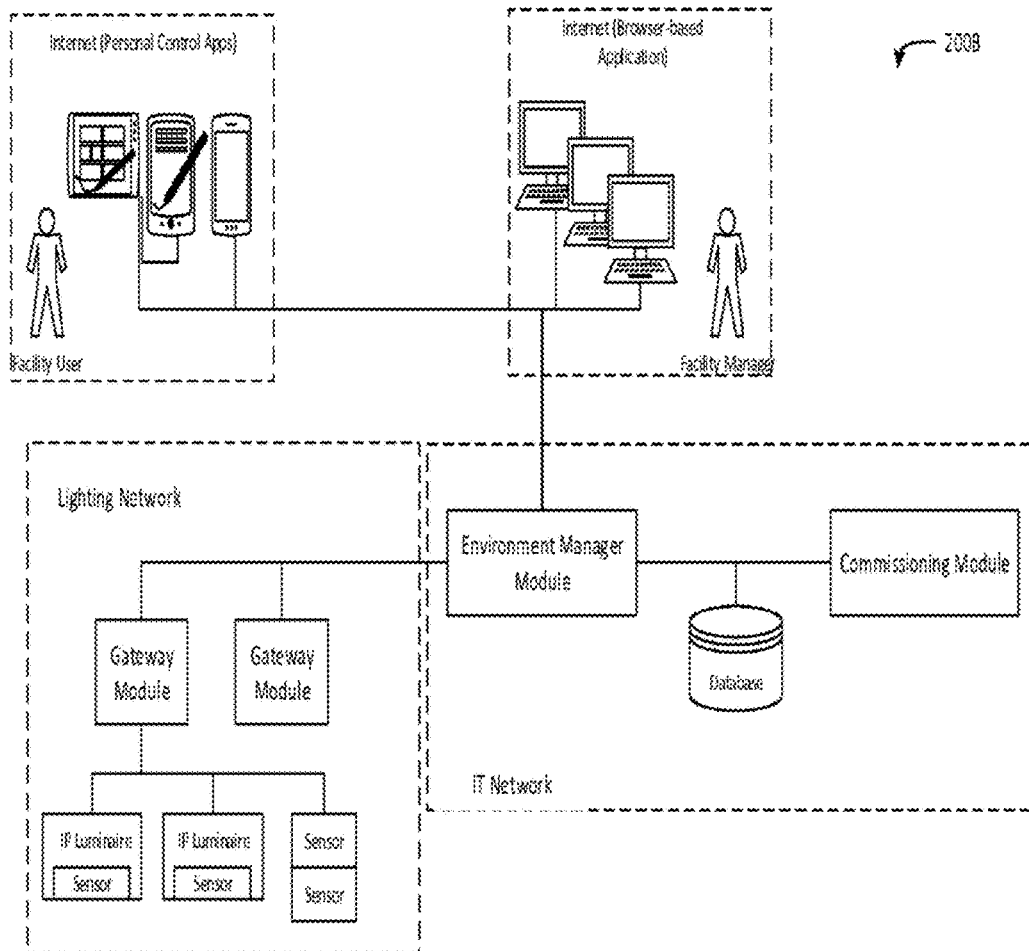 Internet (Personal Control Apps)
Internet (Browser-based
Application)
200B
Facility User
Facility Manager
Lighting Network
Environment Manager
Module
Commissioning Module
Gateway
Module
Gateway
Module
Database
IT Network
IP Luminaire
Sensor
IP Luminaire
Sensor
Sensor
Sensor